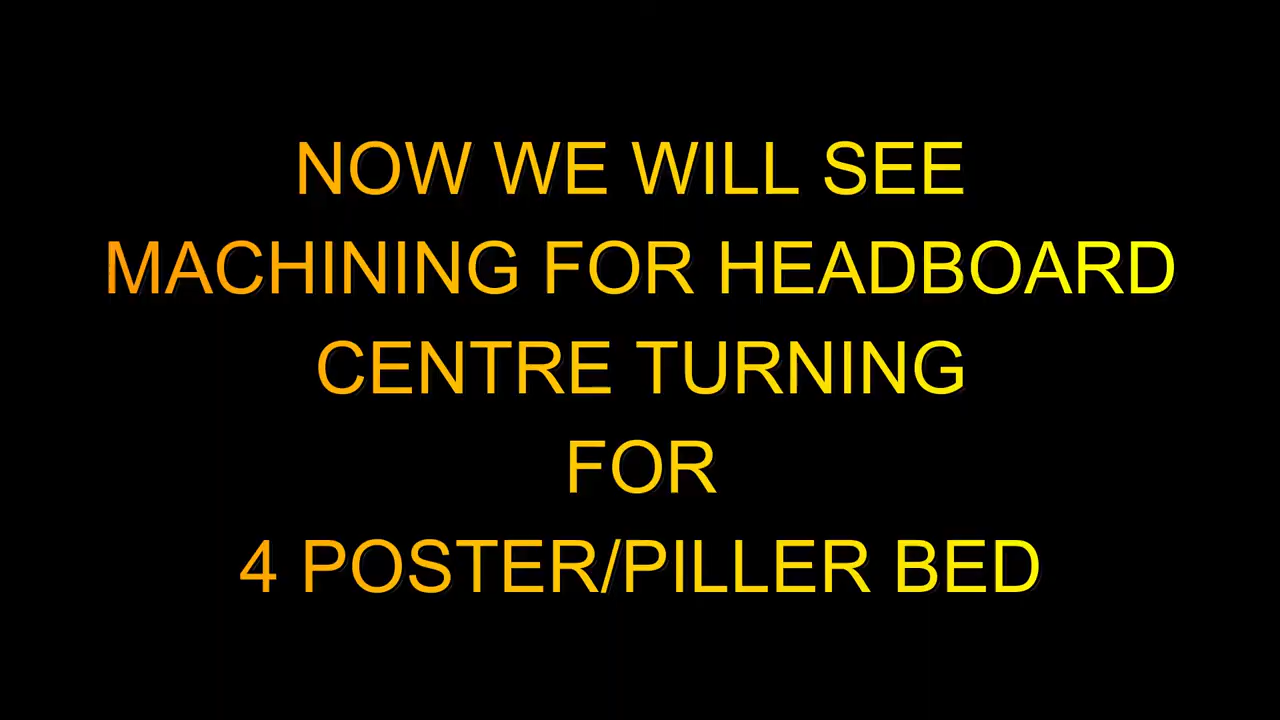 NOW WE WILL SEE
MACHINING FOR HEADBOARD
CENTRE TURNING
FOR
4 POSTER/PILLER BED